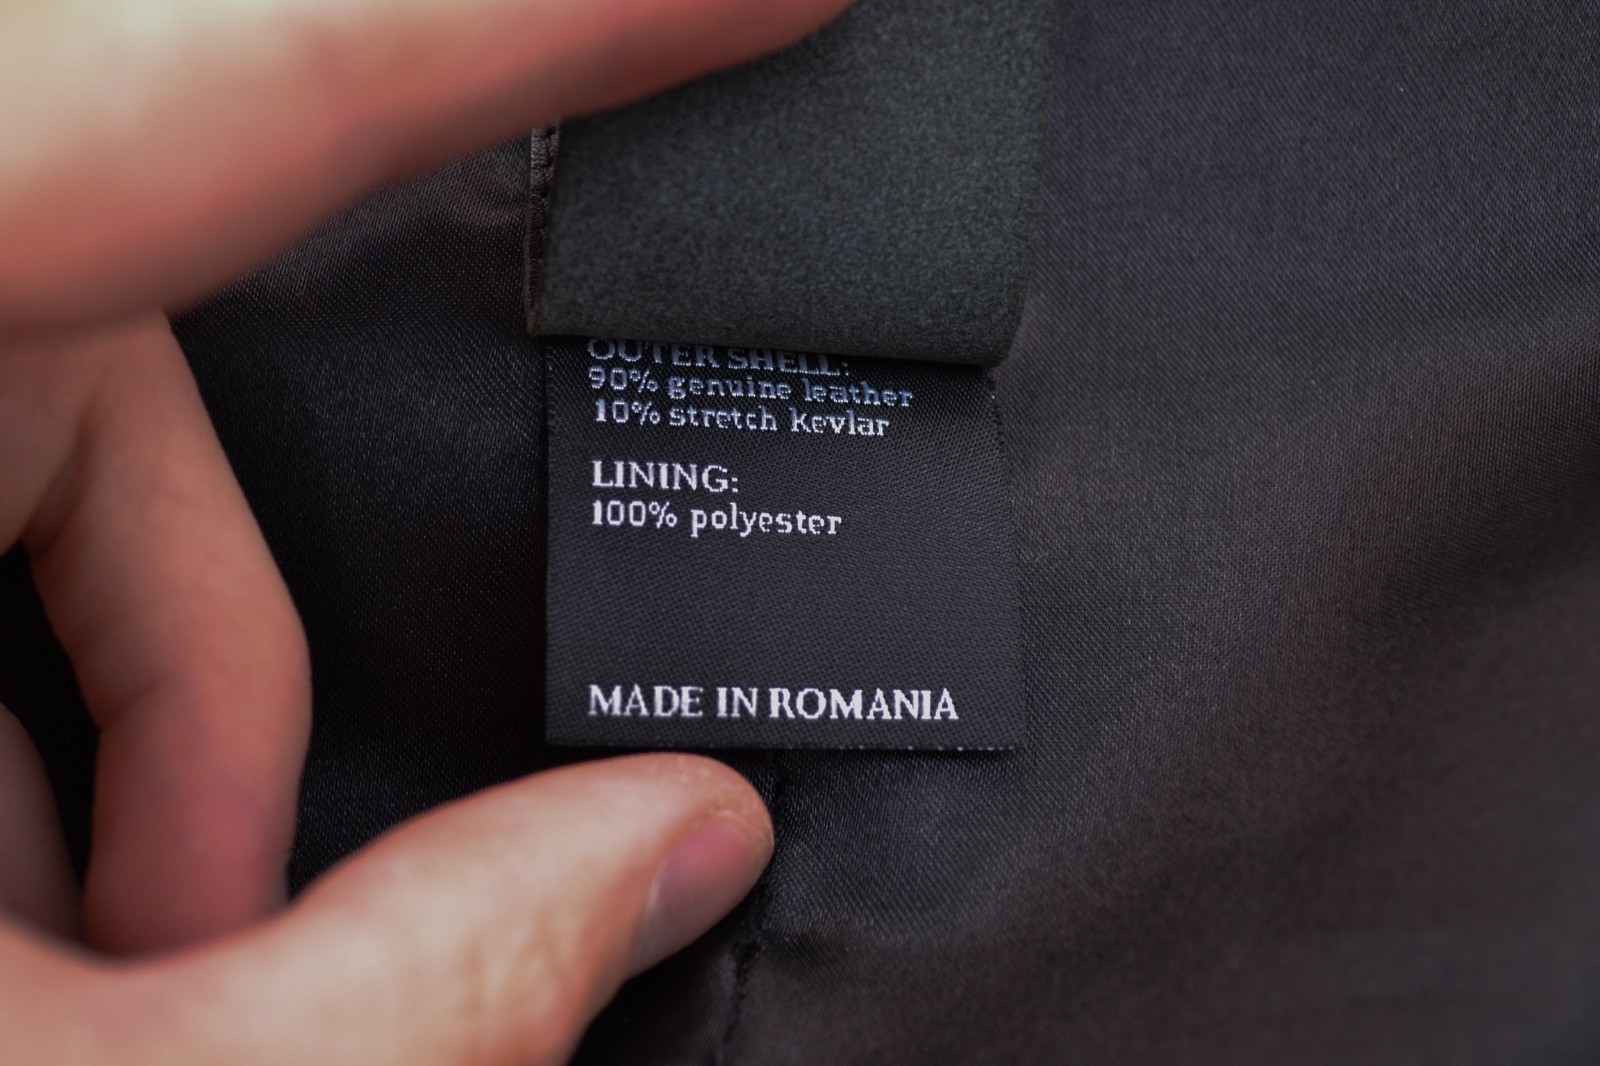 OUTER SHELL:
90% genuine leather
10% stretch kevlar
LINING:
100% polyester
MADE IN ROMANIA